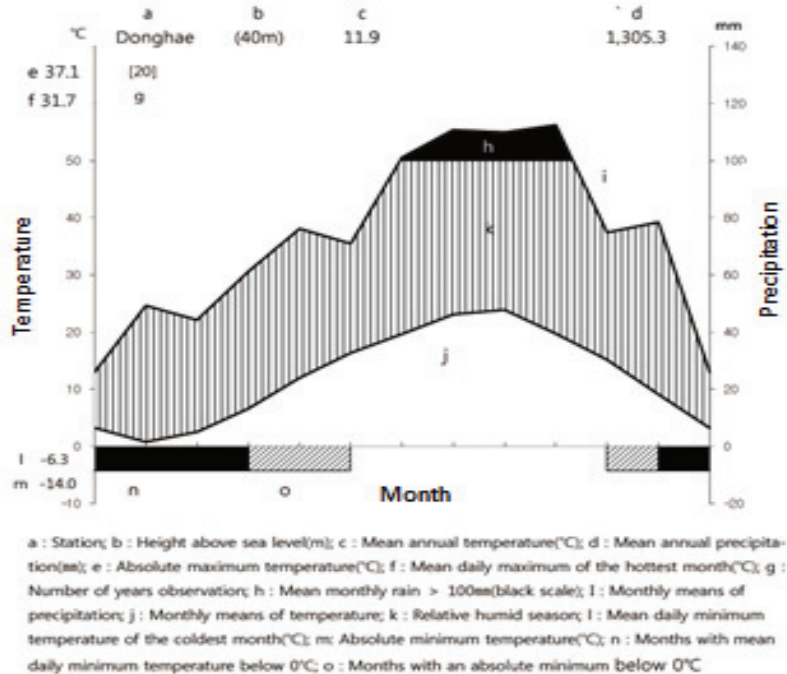 a b c d
°C Donghae (40m) 11.9 1,305.3 mm
140
e 37.1 [20]
f 31.7 g
120
50 h 100
i
40 80
k
30 60
Temperature Precipitation
20 40
j
10 20
0 0
l -6.3
m -14.0 n o Month
-10 -20
a : Station; b : Height above sea level(m); c : Mean annual temperature(℃); d : Mean annual precipita-
tion(㎜); e : Absolute maximum temperature(℃); f : Mean daily maximum of the hottest month(℃); g :
Number of years observation; h : Mean monthly rain > 100㎜(black scale); I : Monthly means of
precipitation; j : Monthly means of temperature; k : Relative humid season; l : Mean daily minimum
temperature of the coldest month(℃); m: Absolute minimum temperature(℃); n : Months with mean
daily minimum temperature below 0℃; o : Months with an absolute minimum below 0℃